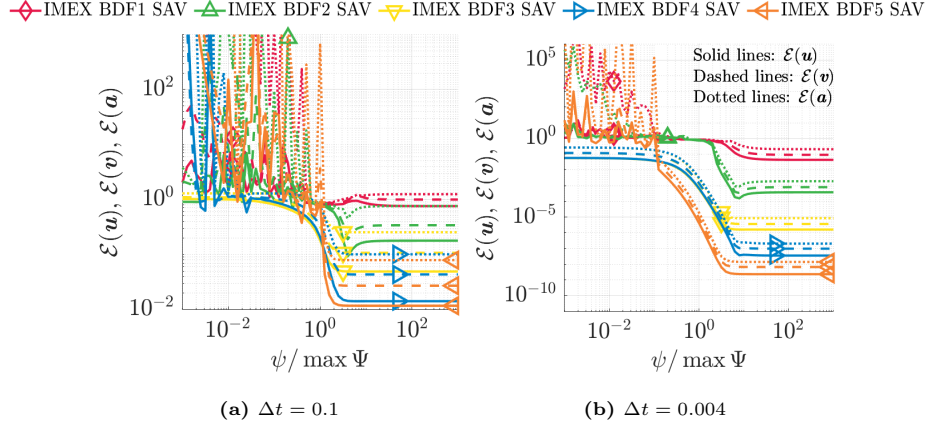 IMEX BDF1 SAV IMEX BDF2 SAV IMEX BDF3 SAV IMEX BDF4 SAV IMEX BDF5 SAV
ℰ(u), ℰ(v), ℰ(a)
10^2
10^0
10^-2
10^-2 10^0 10^2
ψ/ max Ψ
(a) Δt = 0.1
ℰ(u), ℰ(v), ℰ(a)
10^5
10^0
10^-5
10^-10
Solid lines: ℰ(u)
Dashed lines: ℰ(v)
Dotted lines: ℰ(a)
10^-2 10^0 10^2
ψ/ max Ψ
(b) Δt = 0.004